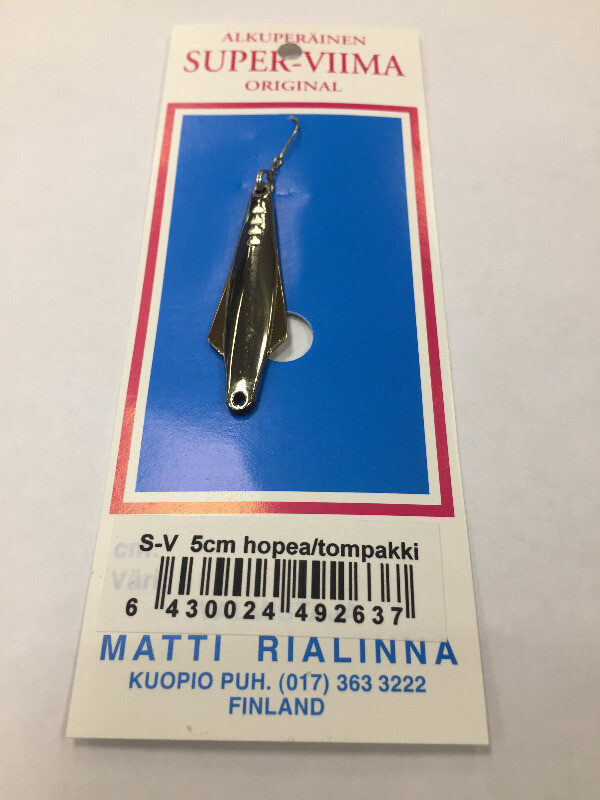 ALKUPERÄINEN
SUPER-VIIMA
ORIGINAL
S-V 5cm hopea/tompakki
6 430024 492637
MATTI RIALINNA
KUOPIO PUH. (017) 363 3222
FINLAND